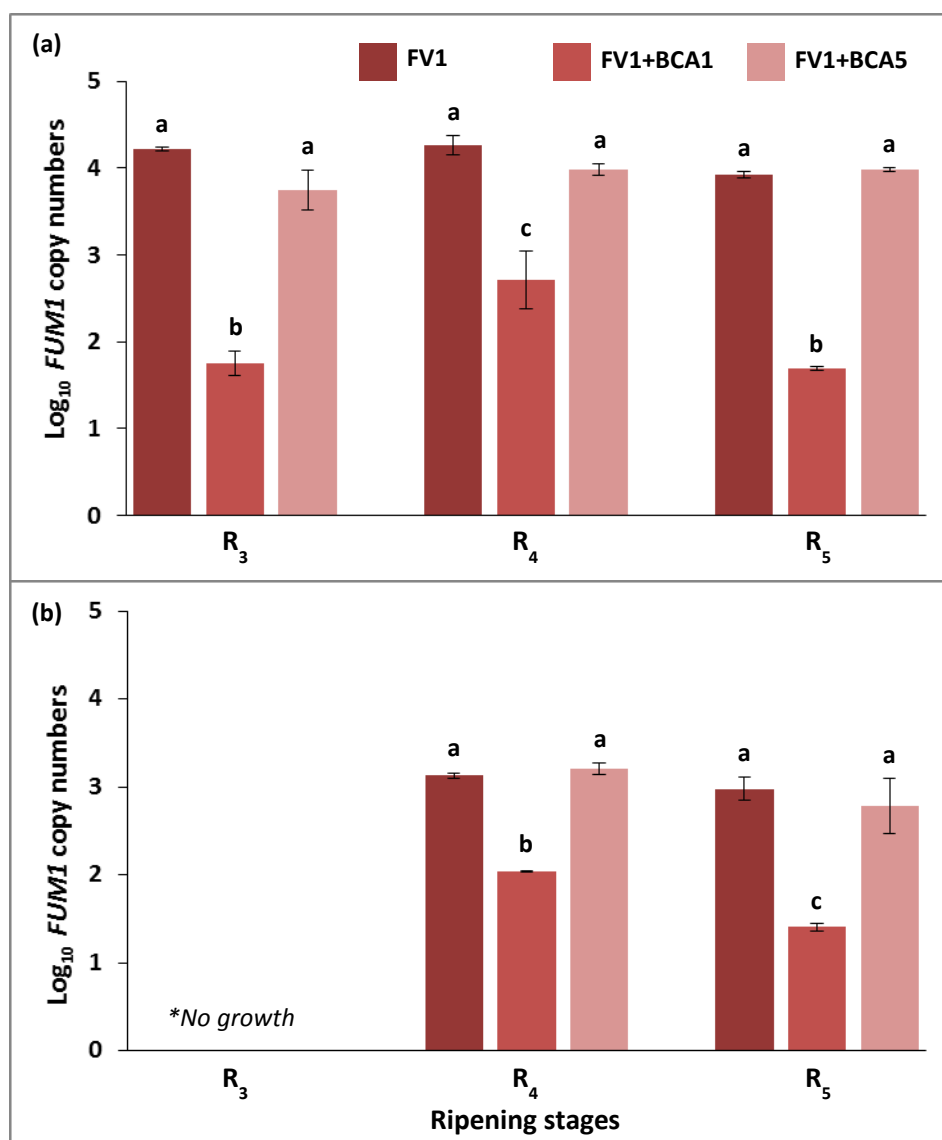 (a)
FV1 FV1+BCA1 FV1+BCA5
Log₁₀ FUM1 copy numbers
5
4
3
2
1
0
a b a
a c a
a b a
R₃ R₄ R₅
(b)
Log₁₀ FUM1 copy numbers
5
4
3
2
1
0
*No growth
a b a
a c a
R₃ R₄ R₅
Ripening stages